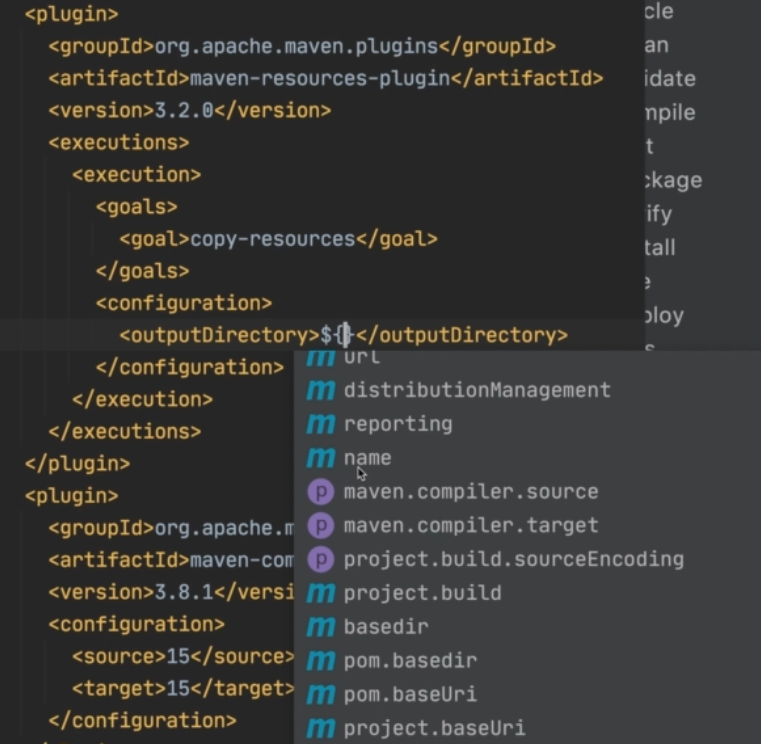 <plugin>
<groupId>org.apache.maven.plugins</groupId>
<artifactId>maven-resources-plugin</artifactId>
<version>3.2.0</version>
<executions>
<execution>
<goals>
<goal>copy-resources</goal>
</goals>
<configuration>
<outputDirectory>${}</outputDirectory>
</configuration>
</execution>
</executions>
</plugin>
<plugin>
<groupId>org.apache.m
<artifactId>maven-com
<version>3.8.1</versi
<configuration>
<source>15</source>
<target>15</target>
</configuration>
url
distributionManagement
reporting
name
maven.compiler.source
maven.compiler.target
project.build.sourceEncoding
project.build
basedir
pom.basedir
pom.baseUri
project.baseUri
cle
an
idate
mpile
t
ckage
ify
tall
e
ploy